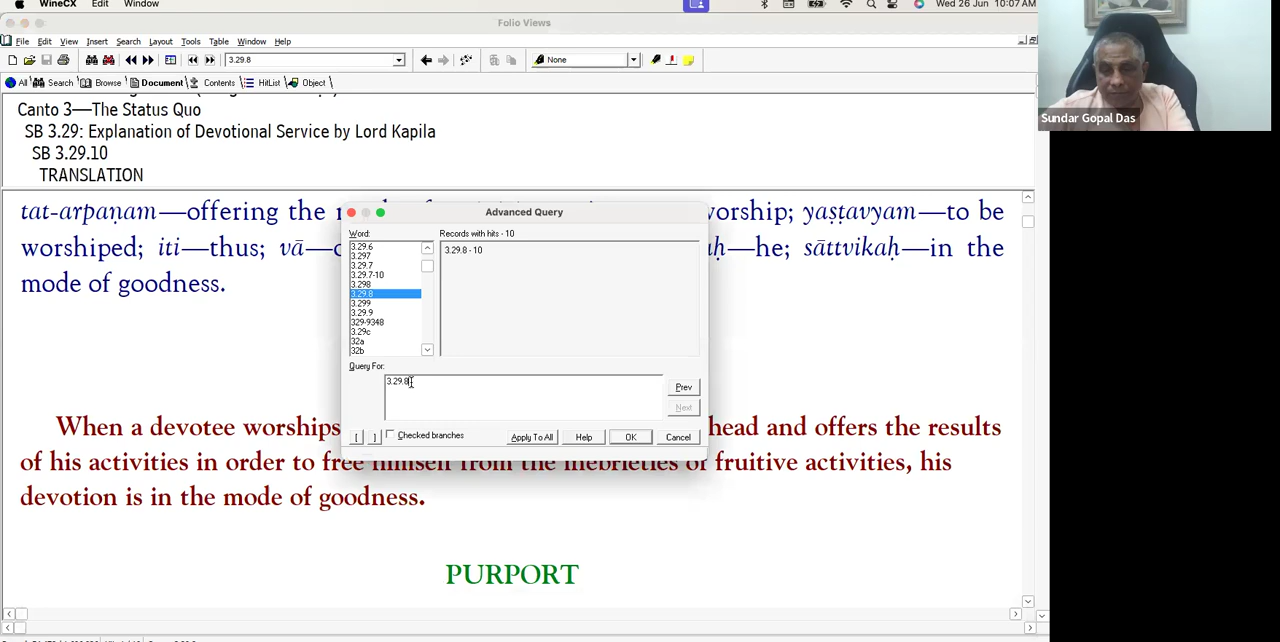 WineCX Edit Window
Wed 26 Jun 10:07 AM
Folio Views
File Edit View Insert Search Layout Tools Table Window Help
3.29.8
None
All Search Browse Document Contents HitList Object
Canto 3—The Status Quo
SB 3.29: Explanation of Devotional Service by Lord Kapila
SB 3.29.10
TRANSLATION
Sundar Gopal Das
tat-arpaṇam—offering the
worship; yaṣṭavyam—to be
worshiped; iti—thus; vā—
ḥ—he; sāttvikaḥ—in the
mode of goodness.
Advanced Query
Word:
Records with hits - 10
3.29.6
3.297
3.29.7
3.29.7-10
3.298
3.29.8
3.299
3.29.9
329-9348
3.29c
32a
32b
3.29.8 - 10
Query For:
3.29.8
Prev
Next
[ ] Checked branches
Apply To All Help OK Cancel
When a devotee worships
head and offers the results
of his activities in order to free himself from the inebrieties of fruitive activities, his
devotion is in the mode of goodness.
PURPORT